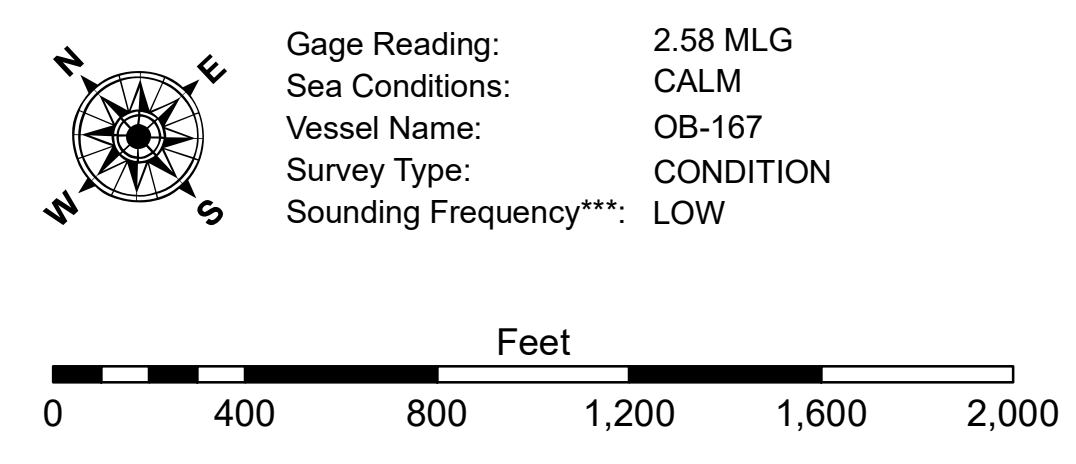 N E
W S
Gage Reading: 2.58 MLG
Sea Conditions: CALM
Vessel Name: OB-167
Survey Type: CONDITION
Sounding Frequency***: LOW
Feet
0 400 800 1,200 1,600 2,000